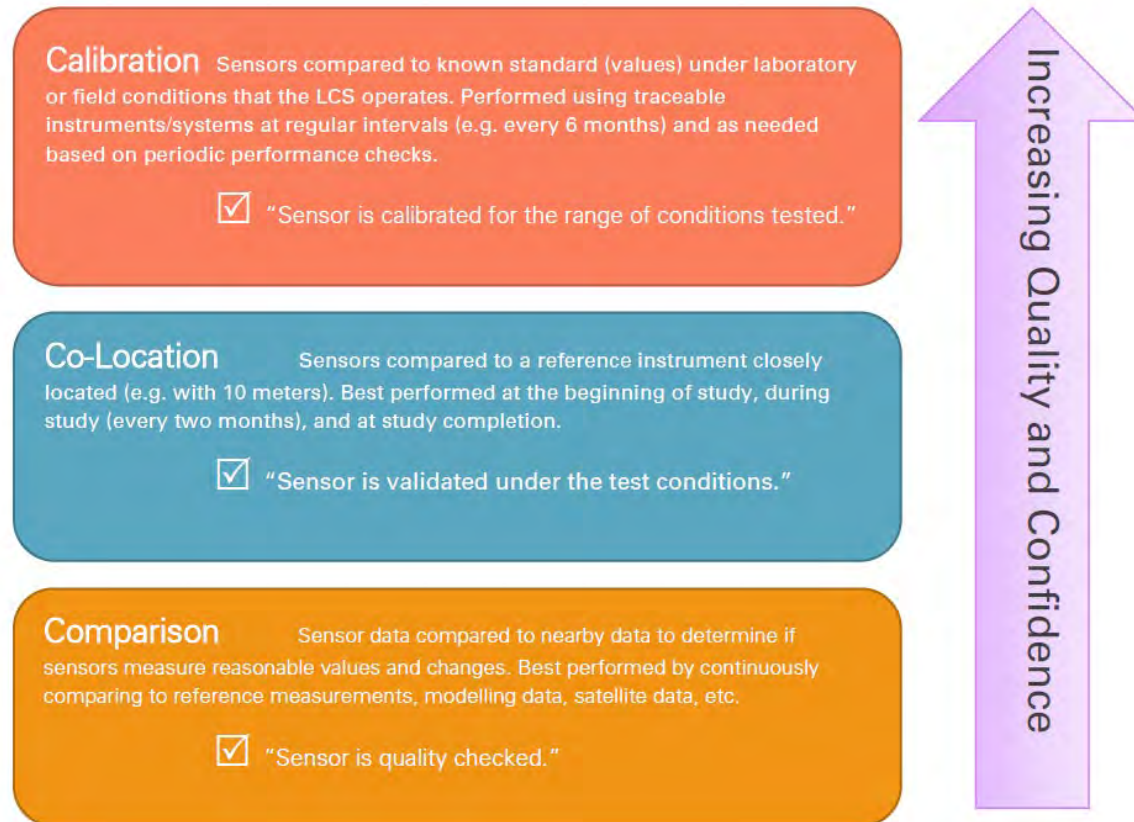 Calibration Sensors compared to known standard (values) under laboratory
or field conditions that the LCS operates. Performed using traceable
instruments/systems at regular intervals (e.g. every 6 months) and as needed
based on periodic performance checks.
☑ “Sensor is calibrated for the range of conditions tested.”
Co-Location Sensors compared to a reference instrument closely
located (e.g. with 10 meters). Best performed at the beginning of study, during
study (every two months), and at study completion.
☑ “Sensor is validated under the test conditions.”
Comparison Sensor data compared to nearby data to determine if
sensors measure reasonable values and changes. Best performed by continuously
comparing to reference measurements, modelling data, satellite data, etc.
☑ “Sensor is quality checked.”
Increasing Quality and Confidence